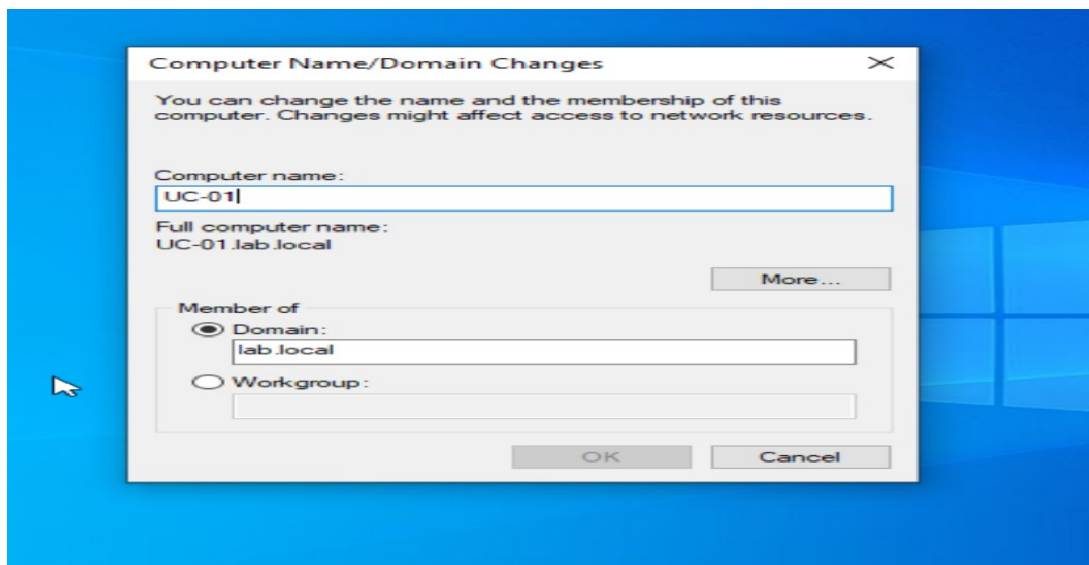 Computer Name/Domain Changes
You can change the name and the membership of this
computer. Changes might affect access to network resources.
Computer name:
UC-01
Full computer name:
UC-01.lab.local
More...
Member of
Domain:
lab.local
Workgroup:
OK
Cancel